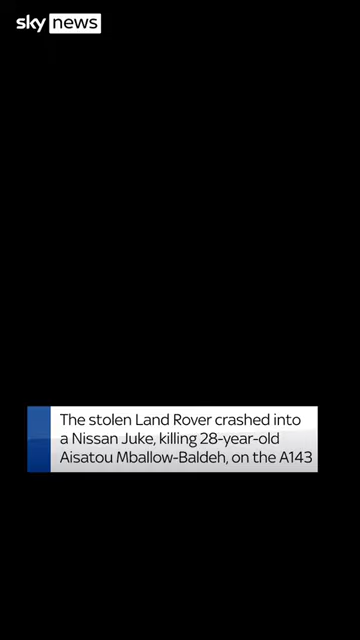 sky news
The stolen Land Rover crashed into
a Nissan Juke, killing 28-year-old
Aisatou Mballow-Baldeh, on the A143